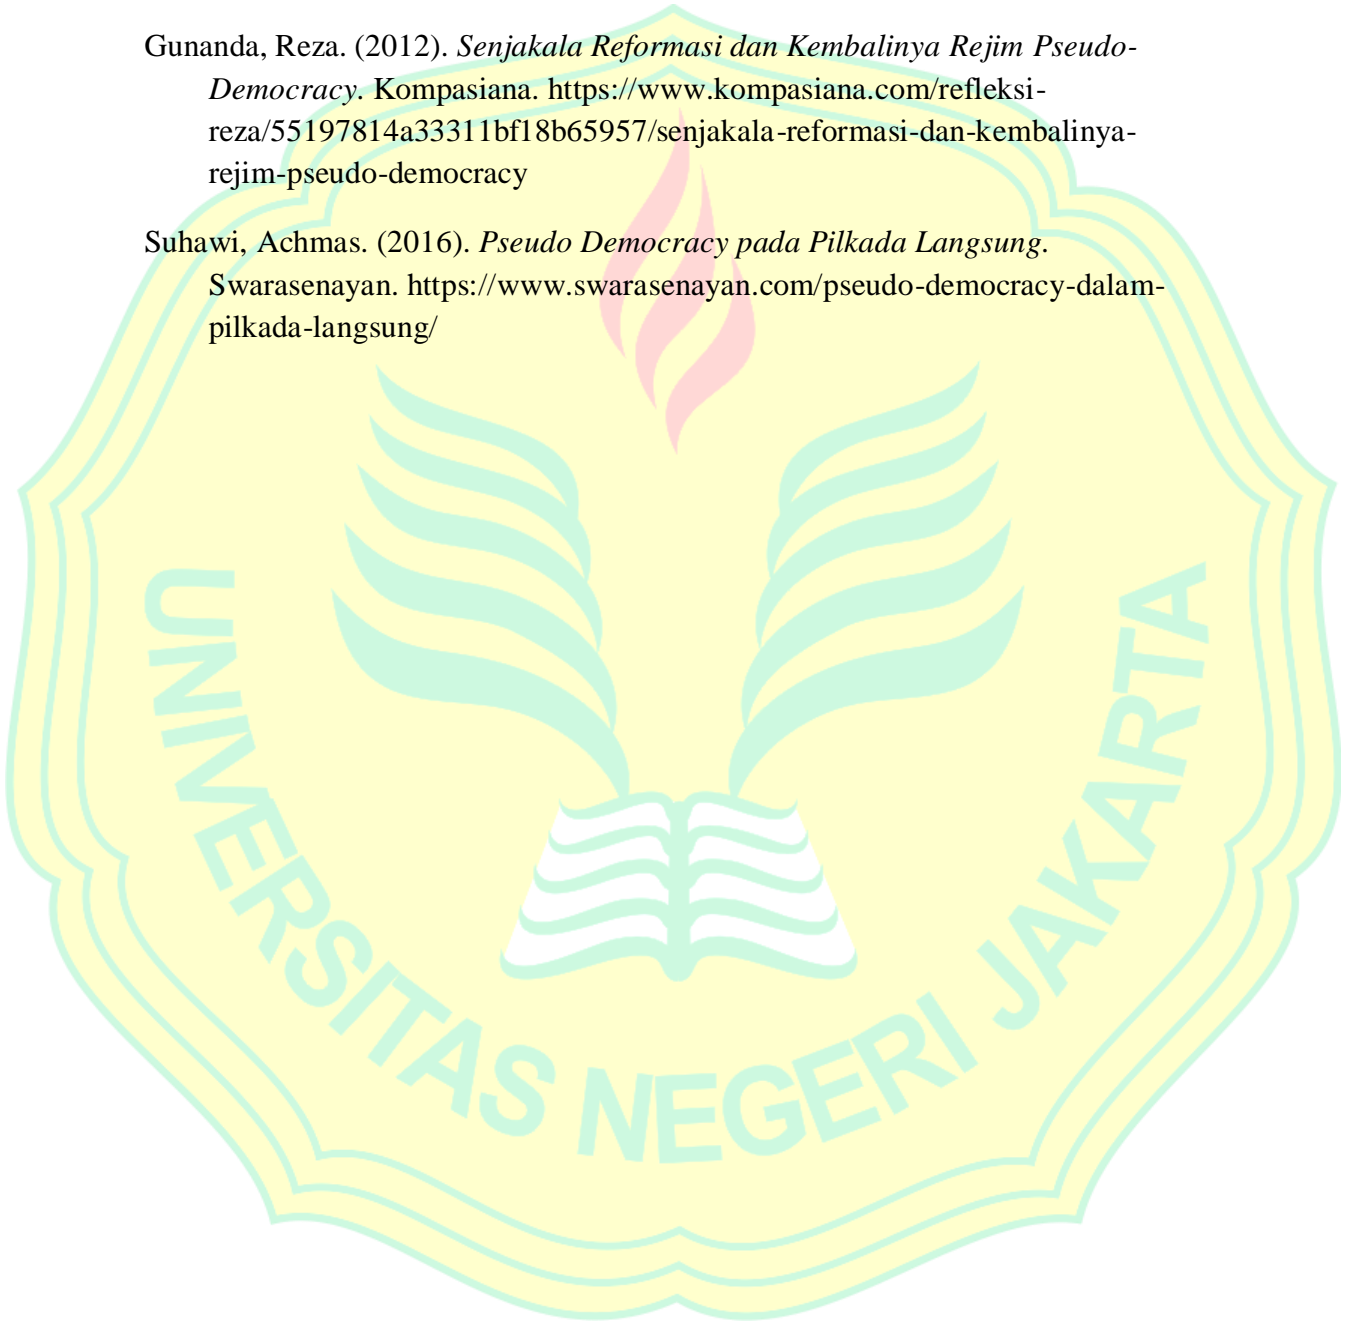 Gunanda, Reza. (2012). Senjakala Reformasi dan Kembalinya Rejim Pseudo-
Democracy. Kompasiana. https://www.kompasiana.com/refleksi-
reza/55197814a33311bf18b65957/senjakala-reformasi-dan-kembalinya-
rejim-pseudo-democracy
Suhawi, Achmas. (2016). Pseudo Democracy pada Pilkada Langsung.
Swarasenayan. https://www.swarasenayan.com/pseudo-democracy-dalam-
pilkada-langsung/
UNIVERSITAS NEGERI JAKARTA